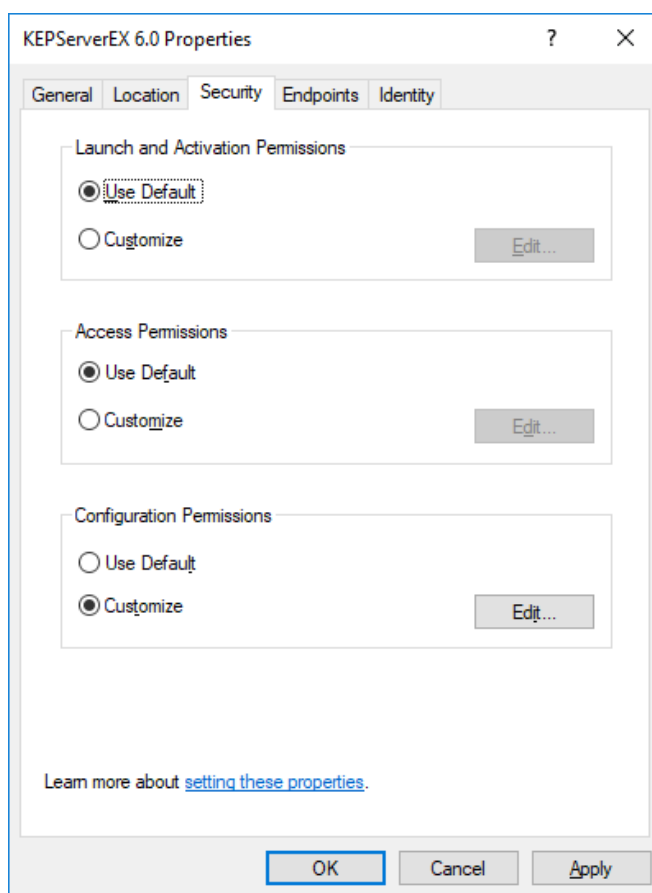 KEPServerEX 6.0 Properties ?
General Location Security Endpoints Identity
Launch and Activation Permissions
Use Default
Customize
Edit...
Access Permissions
Use Default
Customize
Edit...
Configuration Permissions
Use Default
Customize
Edit...
Learn more about setting these properties.
OK Cancel Apply